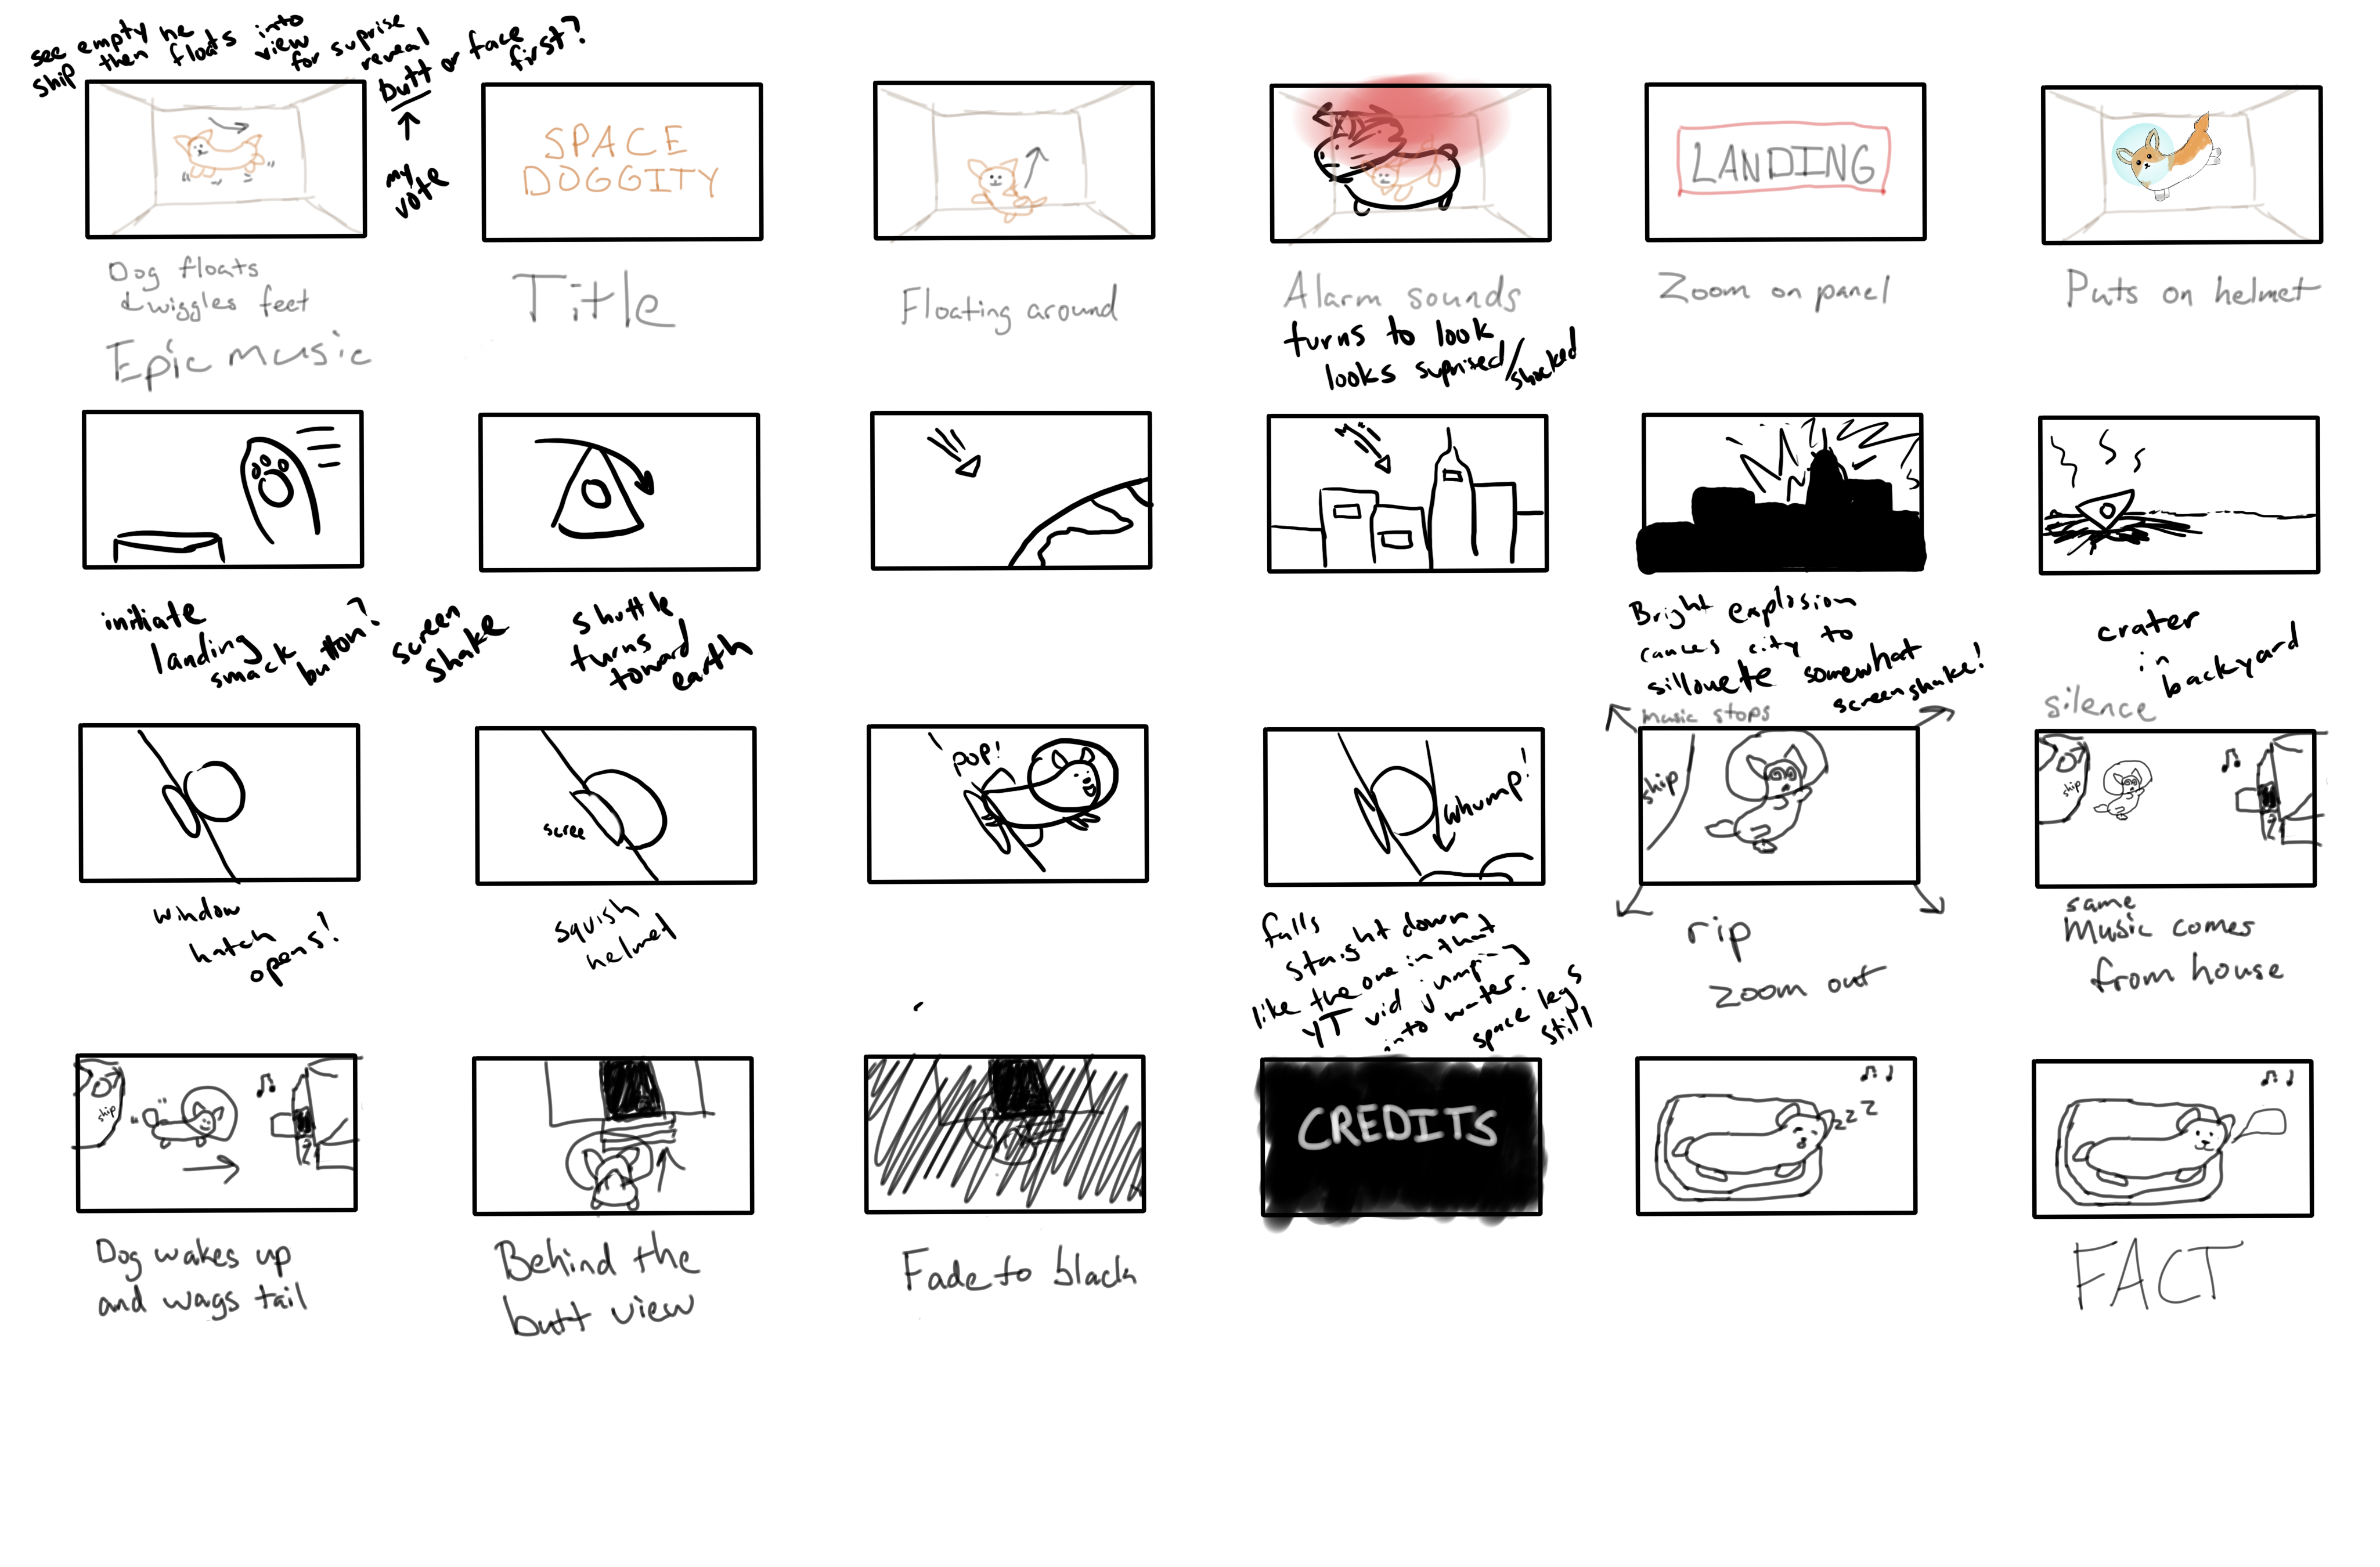 see empty he
ship then floats into
view
for suprise
reveal
butt or face
first?
my
vote
SPACE
DOGGITY
LANDING
Dog floats
& wiggles feet
Epic music
Title
Floating around
Alarm sounds
turns to look
looks suprised/
shocked
Zoom on panel
Puts on helmet
initiate
landing
smack
button?
screen
shake
shuttle
turns
toward
earth
Bright explosion
causes city to
sillouete somewhat
screenshake!
crater
in
backyard
silence
music stops
pop!
scree
whump!
ship
ship
window
hatch
opens!
squish
helmet
falls
staight down
like the one in that
YT vid jumping
into water.
space legs
still
rip
zoom out
same
Music comes
from house
ship
zzz
CREDITS
Dog wakes up
and wags tail
Behind the
butt view
Fade to black
FACT